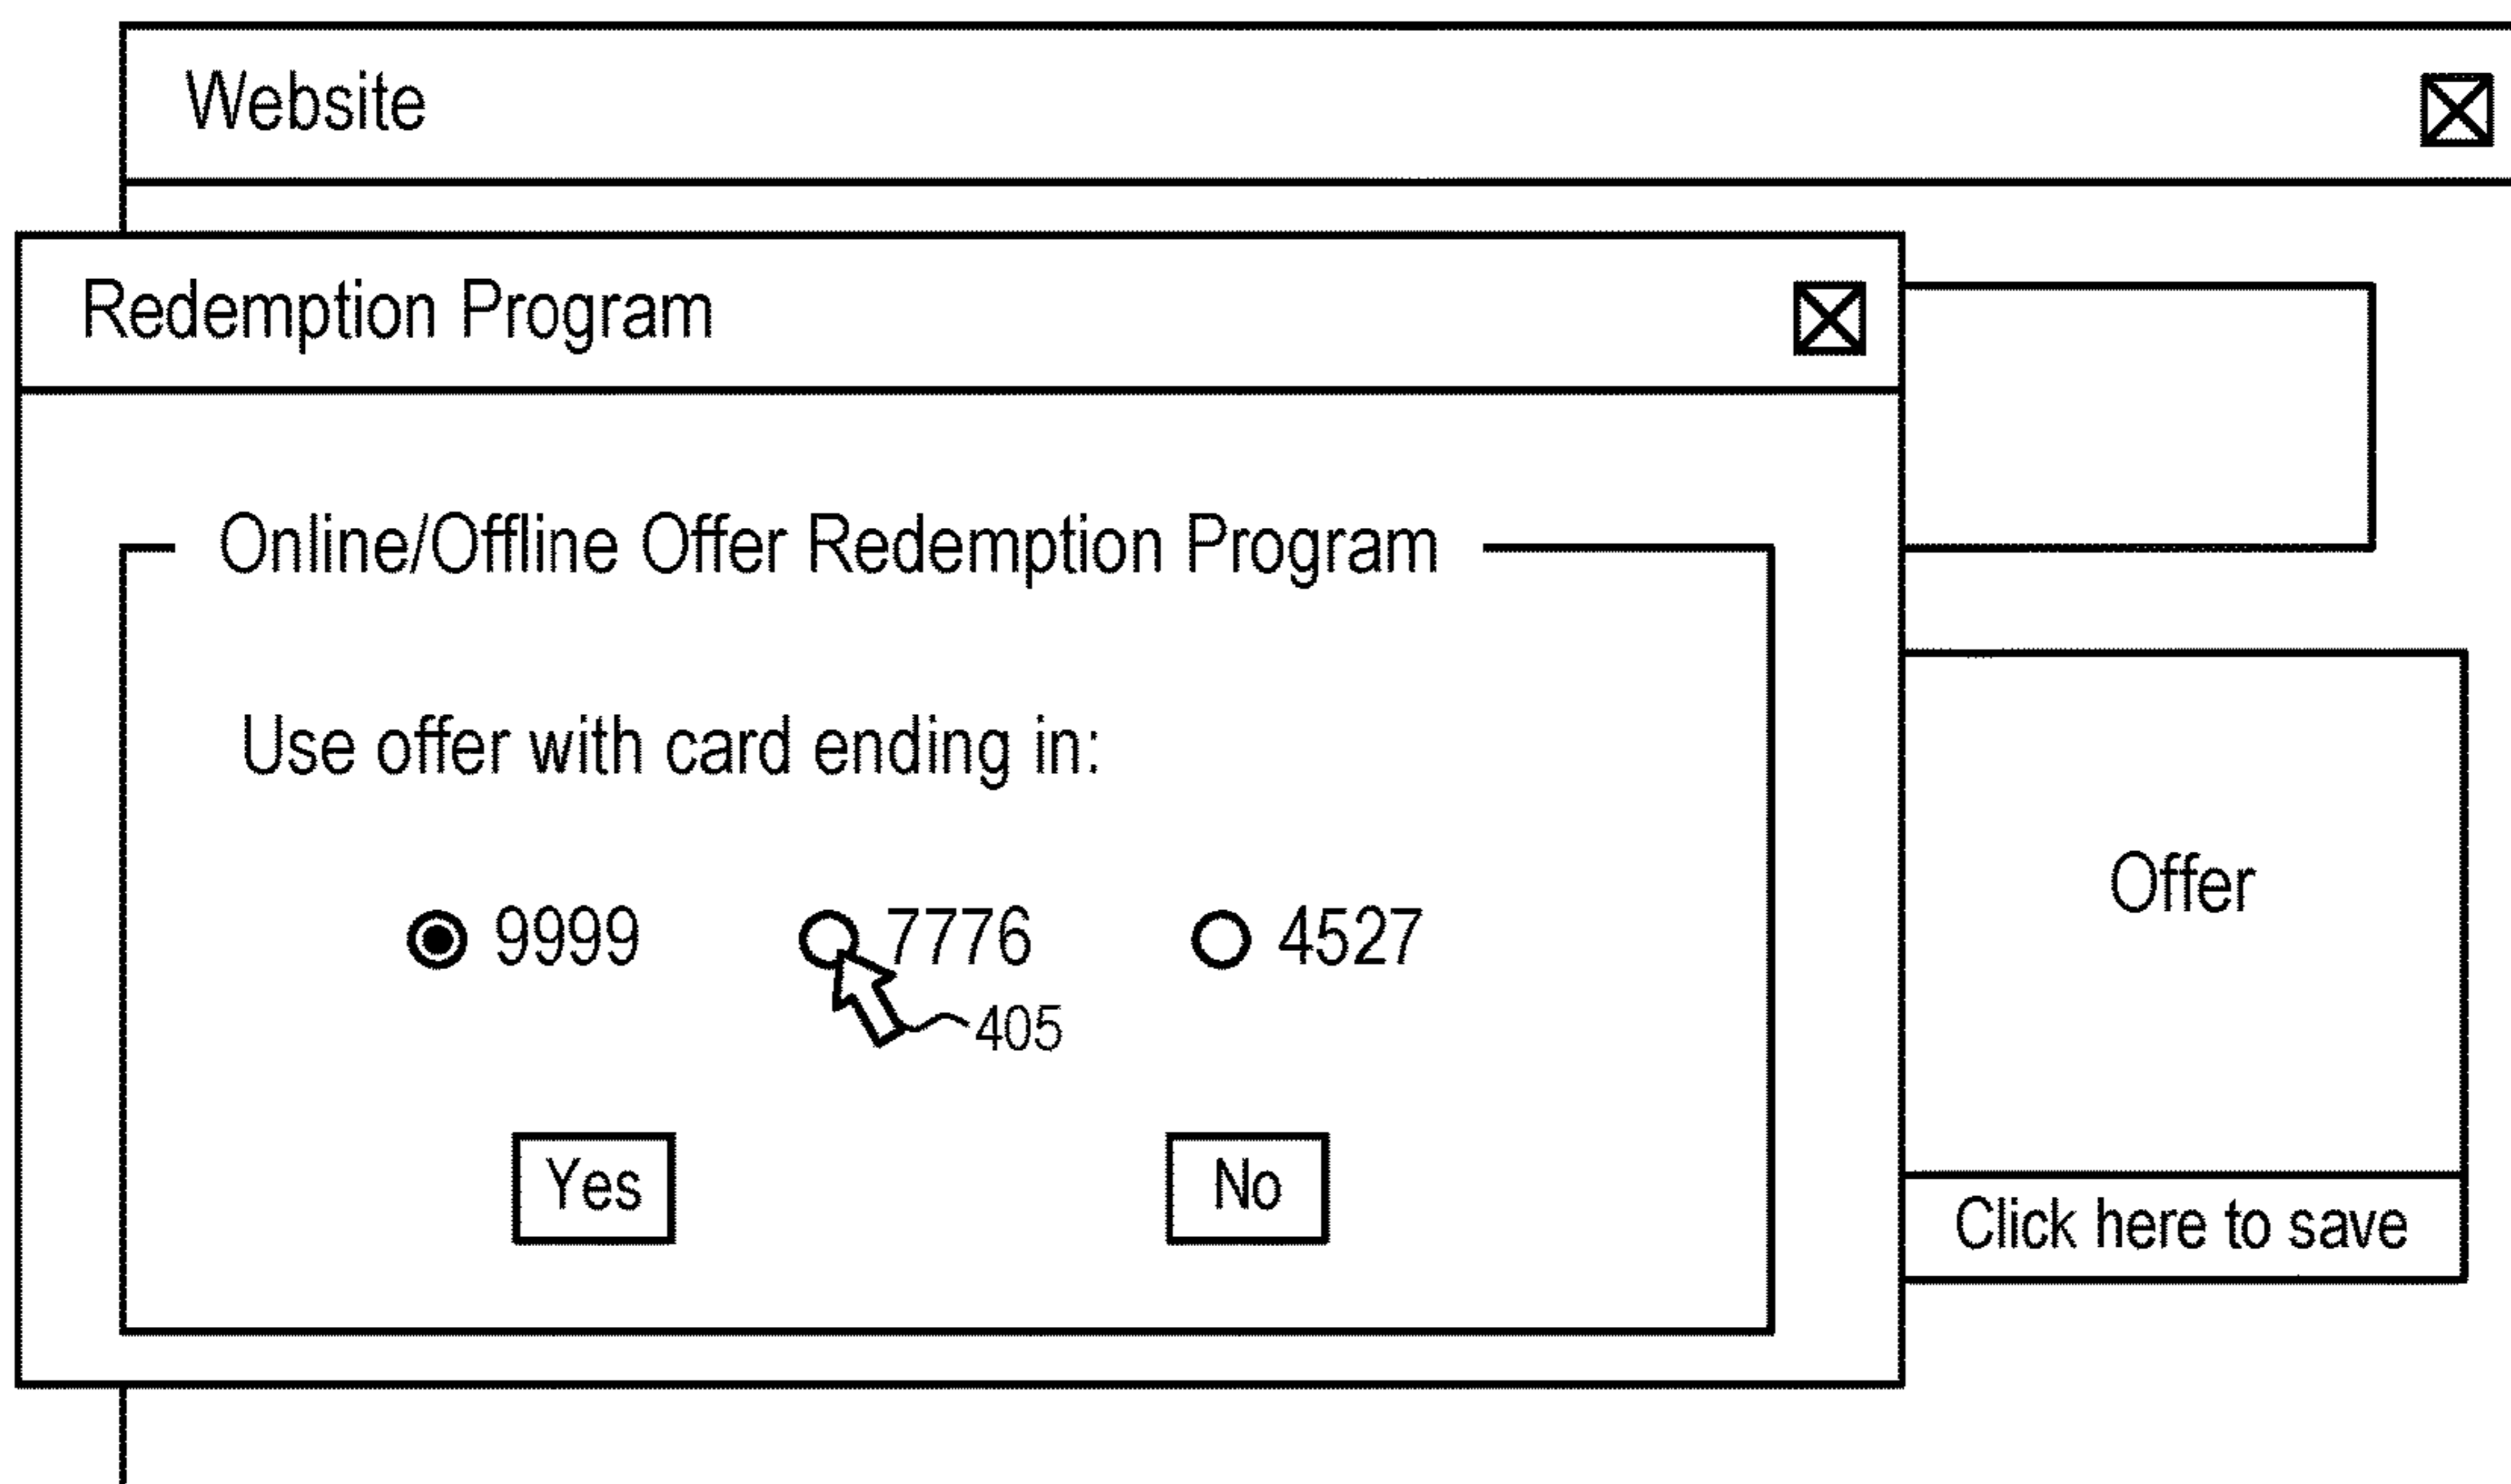 Website
Redemption Program
Online/Offline Offer Redemption Program
Use offer with card ending in:
9999 7776 4527
405
Yes No
Offer
Click here to save